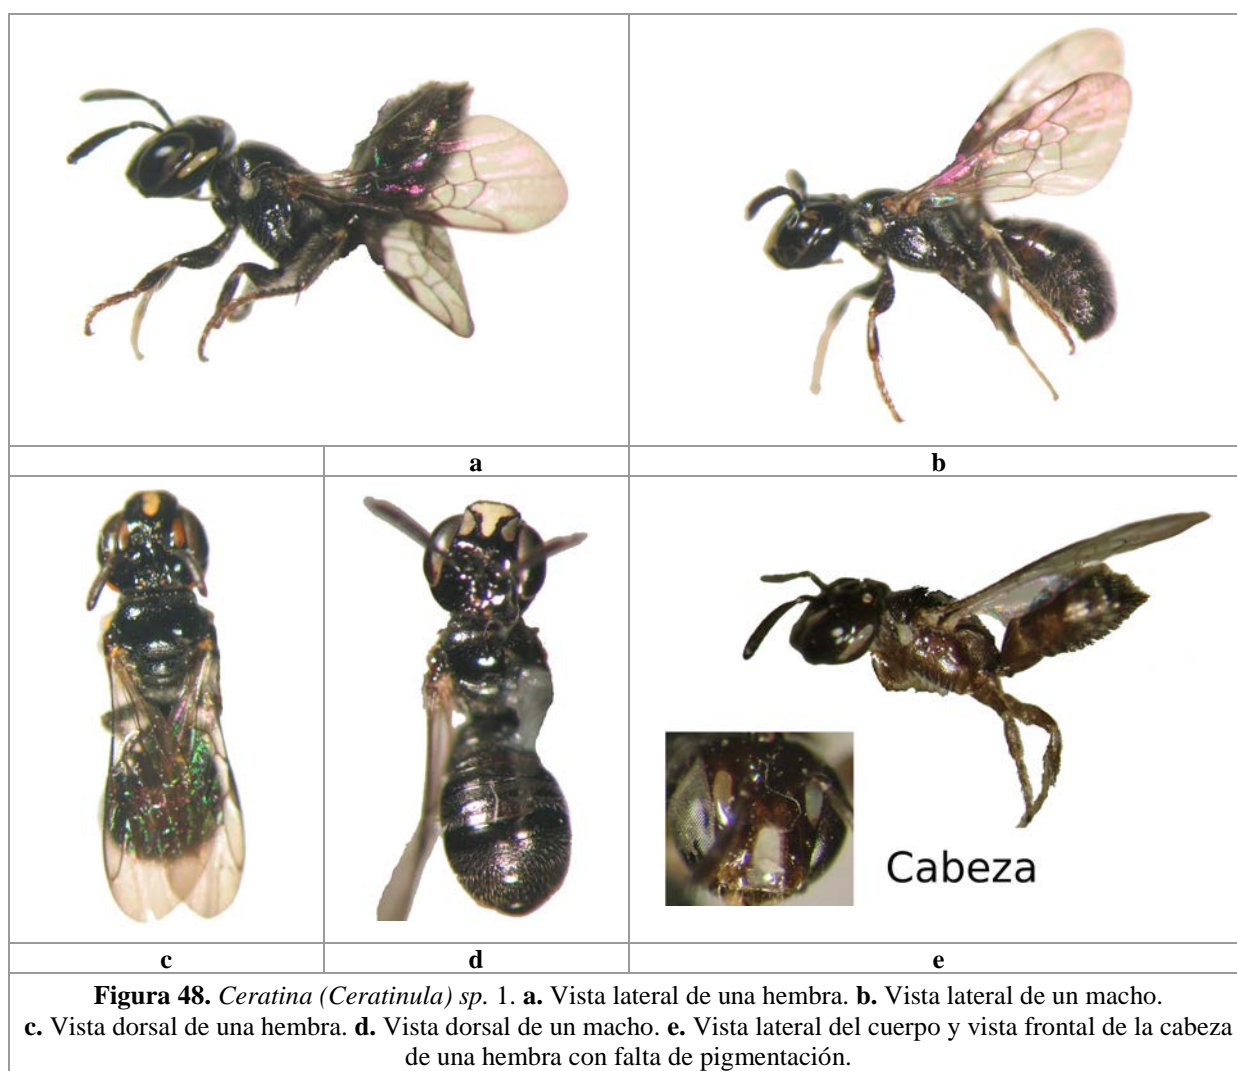 a
b
Cabeza
c
d
e
Figura 48. Ceratina (Ceratinula) sp. 1. a. Vista lateral de una hembra. b. Vista lateral de un macho.
c. Vista dorsal de una hembra. d. Vista dorsal de un macho. e. Vista lateral del cuerpo y vista frontal de la cabeza
de una hembra con falta de pigmentación.